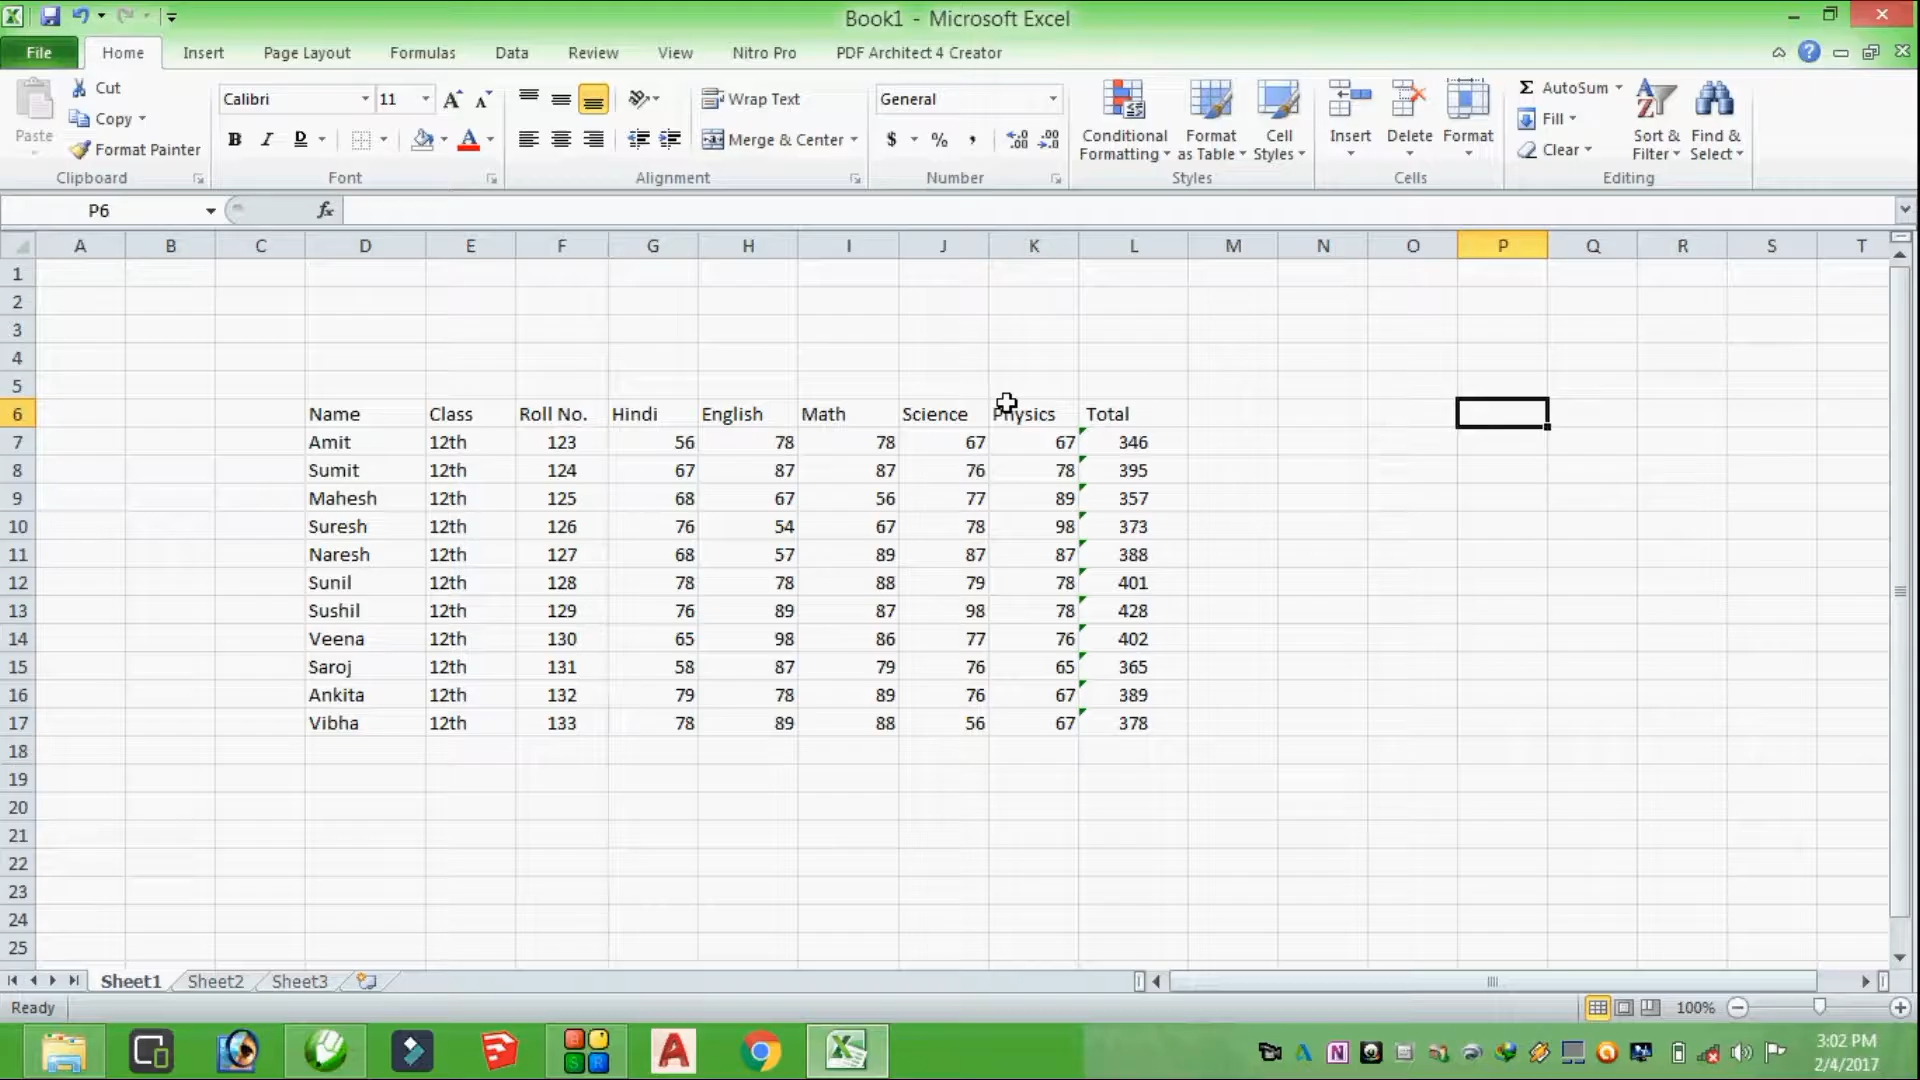 Book1 - Microsoft Excel
File Home Insert Page Layout Formulas Data Review View Nitro Pro PDF Architect 4 Creator
Paste
Cut
Copy
Format Painter
Clipboard
Calibri 11
B I D
Font
Wrap Text
Merge & Center
Alignment
General
$ % ,
Number
Conditional Formatting
Format as Table
Cell Styles
Styles
Insert Delete Format
Cells
Σ AutoSum
Fill
Clear
Sort & Filter
Find & Select
Editing
P6 fx
A B C D E F G H I J K L M N O P Q R S T
1
2
3
4
5
6 Name Class Roll No. Hindi English Math Science Physics Total
7 Amit 12th 123 56 78 78 67 67 346
8 Sumit 12th 124 67 87 87 76 78 395
9 Mahesh 12th 125 68 67 56 77 89 357
10 Suresh 12th 126 76 54 67 78 98 373
11 Naresh 12th 127 68 57 89 87 87 388
12 Sunil 12th 128 78 78 88 79 78 401
13 Sushil 12th 129 76 89 87 98 78 428
14 Veena 12th 130 65 98 86 77 76 402
15 Saroj 12th 131 58 87 79 76 65 365
16 Ankita 12th 132 79 78 89 76 67 389
17 Vibha 12th 133 78 89 88 56 67 378
18
19
20
21
22
23
24
25
Sheet1 Sheet2 Sheet3
Ready 100%
3:02 PM
2/4/2017